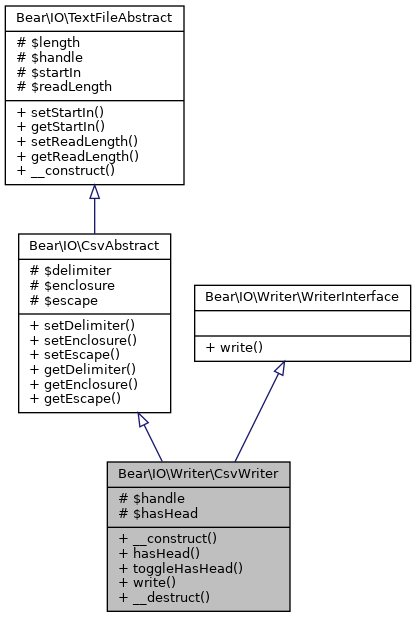 Bear\IO\TextFileAbstract
# $length
# $handle
# $startIn
# $readLength
+ setStartIn()
+ getStartIn()
+ setReadLength()
+ getReadLength()
+ __construct()
Bear\IO\CsvAbstract
# $delimiter
# $enclosure
# $escape
+ setDelimiter()
+ setEnclosure()
+ setEscape()
+ getDelimiter()
+ getEnclosure()
+ getEscape()
Bear\IO\Writer\WriterInterface
+ write()
Bear\IO\Writer\CsvWriter
# $handle
# $hasHead
+ __construct()
+ hasHead()
+ toggleHasHead()
+ write()
+ __destruct()